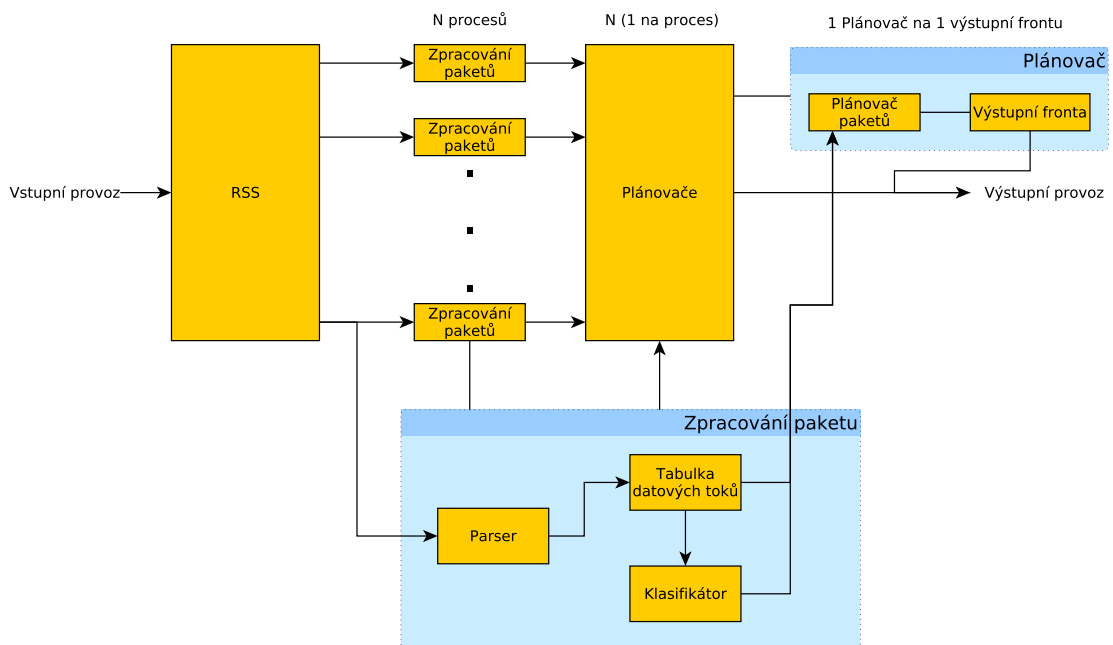 N procesů
N (1 na proces)
1 Plánovač na 1 výstupní frontu
Zpracování
paketů
Plánovač
Plánovač
paketů
Výstupní fronta
Zpracování
paketů
Vstupní provoz
RSS
Plánovače
Výstupní provoz
Zpracování
paketů
Zpracování paketu
Tabulka
datových toků
Parser
Klasifikátor